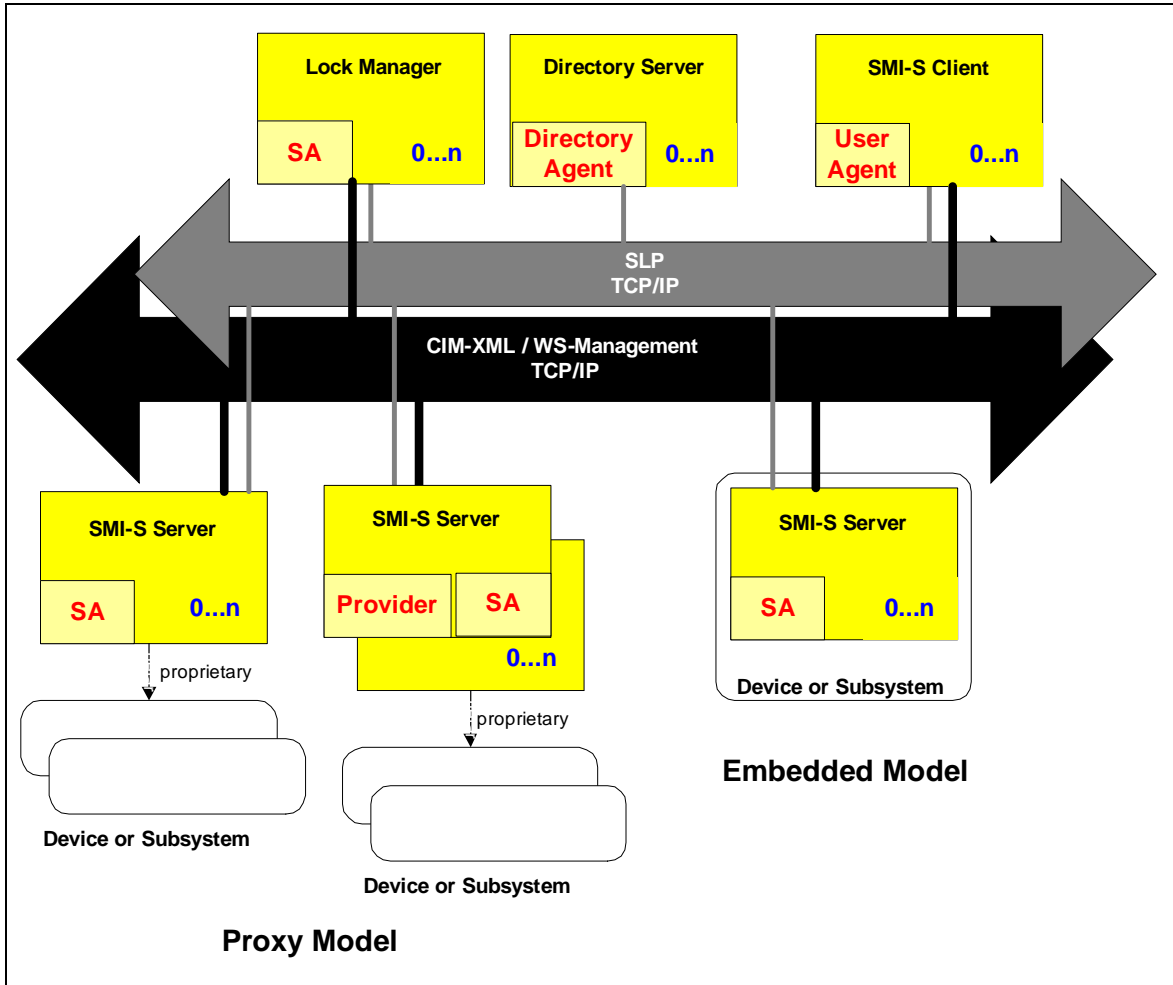 Lock Manager
SA
0...n
Directory Server
Directory
Agent
0...n
SMI-S Client
User
Agent
0...n
SLP
TCP/IP
CIM-XML / WS-Management
TCP/IP
SMI-S Server
SA
0...n
proprietary
Device or Subsystem
SMI-S Server
Provider
SA
0...n
proprietary
Device or Subsystem
Proxy Model
SMI-S Server
SA
0...n
Device or Subsystem
Embedded Model